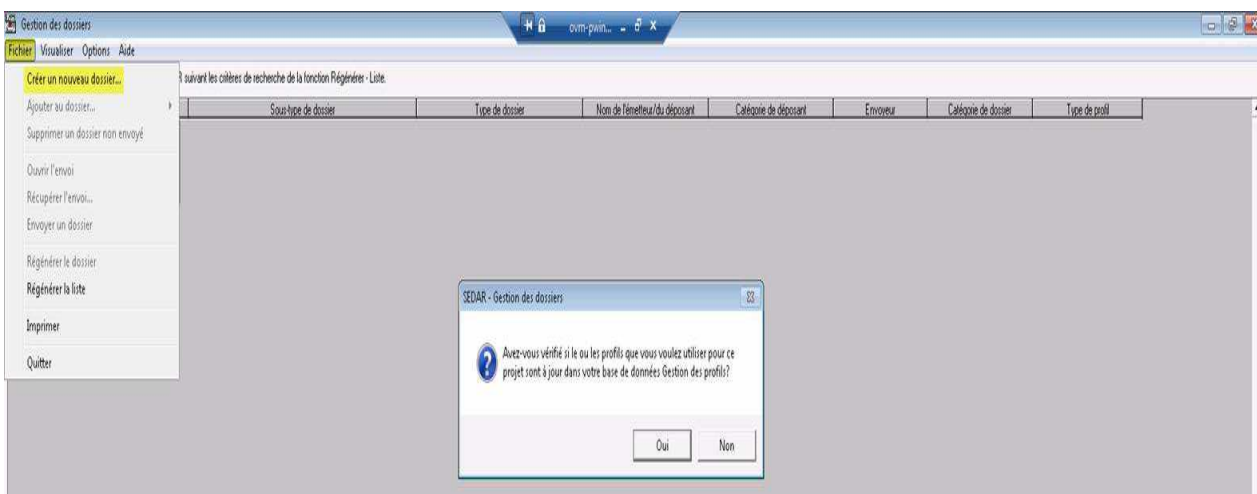 Gestion des dossiers
ovm-pwin...
Fichier Visualiser Options Aide
Créer un nouveau dossier...
R suivant les critères de recherche de la fonction Régénérer - Liste.
Ajouter au dossier...
Sous-type de dossier Type de dossier Nom de l'émetteur/du déposant Catégorie de déposant Envoyeur Catégorie de dossier Type de profil
Supprimer un dossier non envoyé
Ouvrir l'envoi
Récupérer l'envoi...
Envoyer un dossier
Régénérer le dossier
Régénérer la liste
Imprimer
Quitter
SEDAR - Gestion des dossiers
Avez-vous vérifié si le ou les profils que vous voulez utiliser pour ce
projet sont à jour dans votre base de données Gestion des profils?
Oui Non